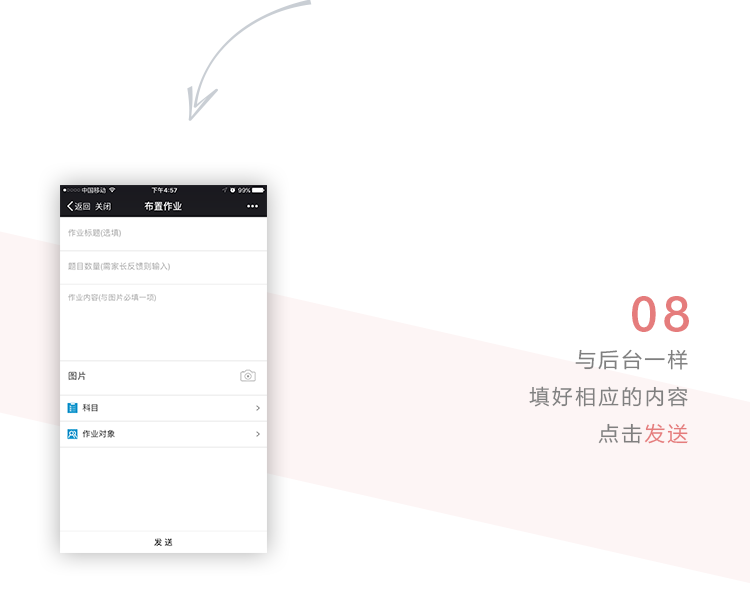 中国移动 下午4:57 99%
返回 关闭 布置作业
作业标题(选填)
题目数量(需家长反馈则输入)
作业内容(与图片必填一项)
图片
科目
作业对象
发 送
08
与后台一样
填好相应的内容
点击发送